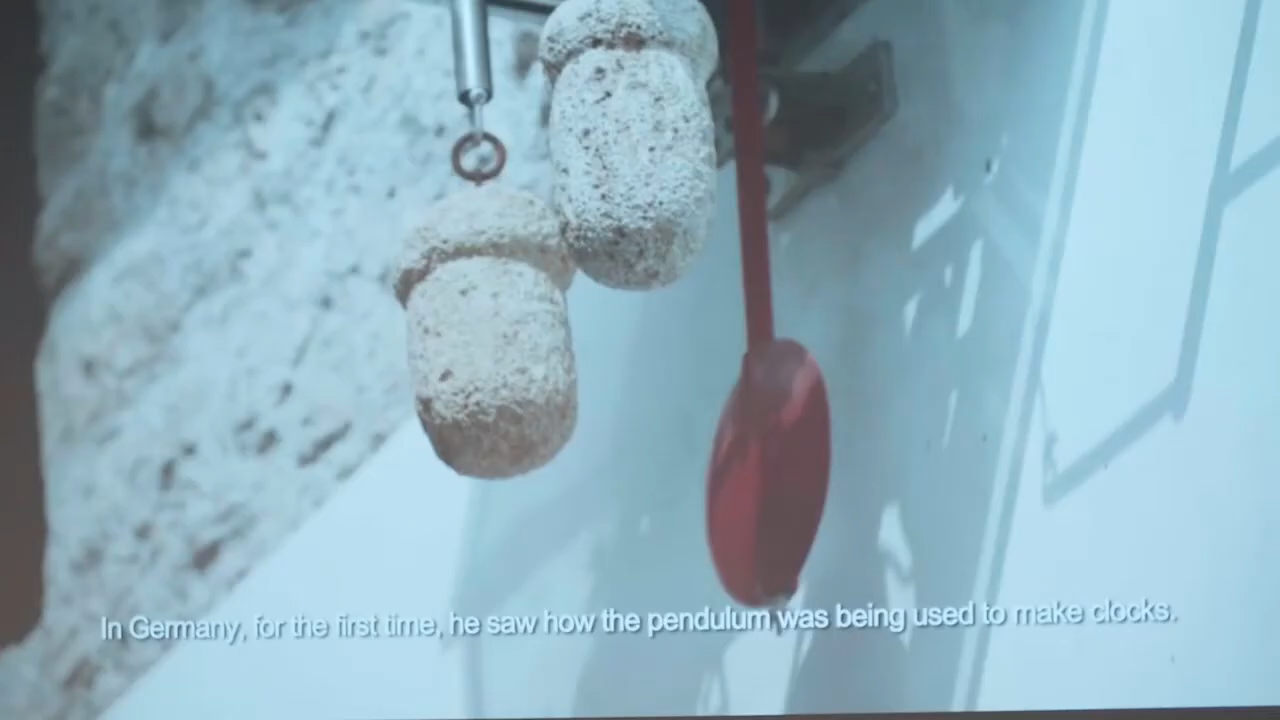 In Germany, for the first time, he saw how the pendulum was being used to make clocks.